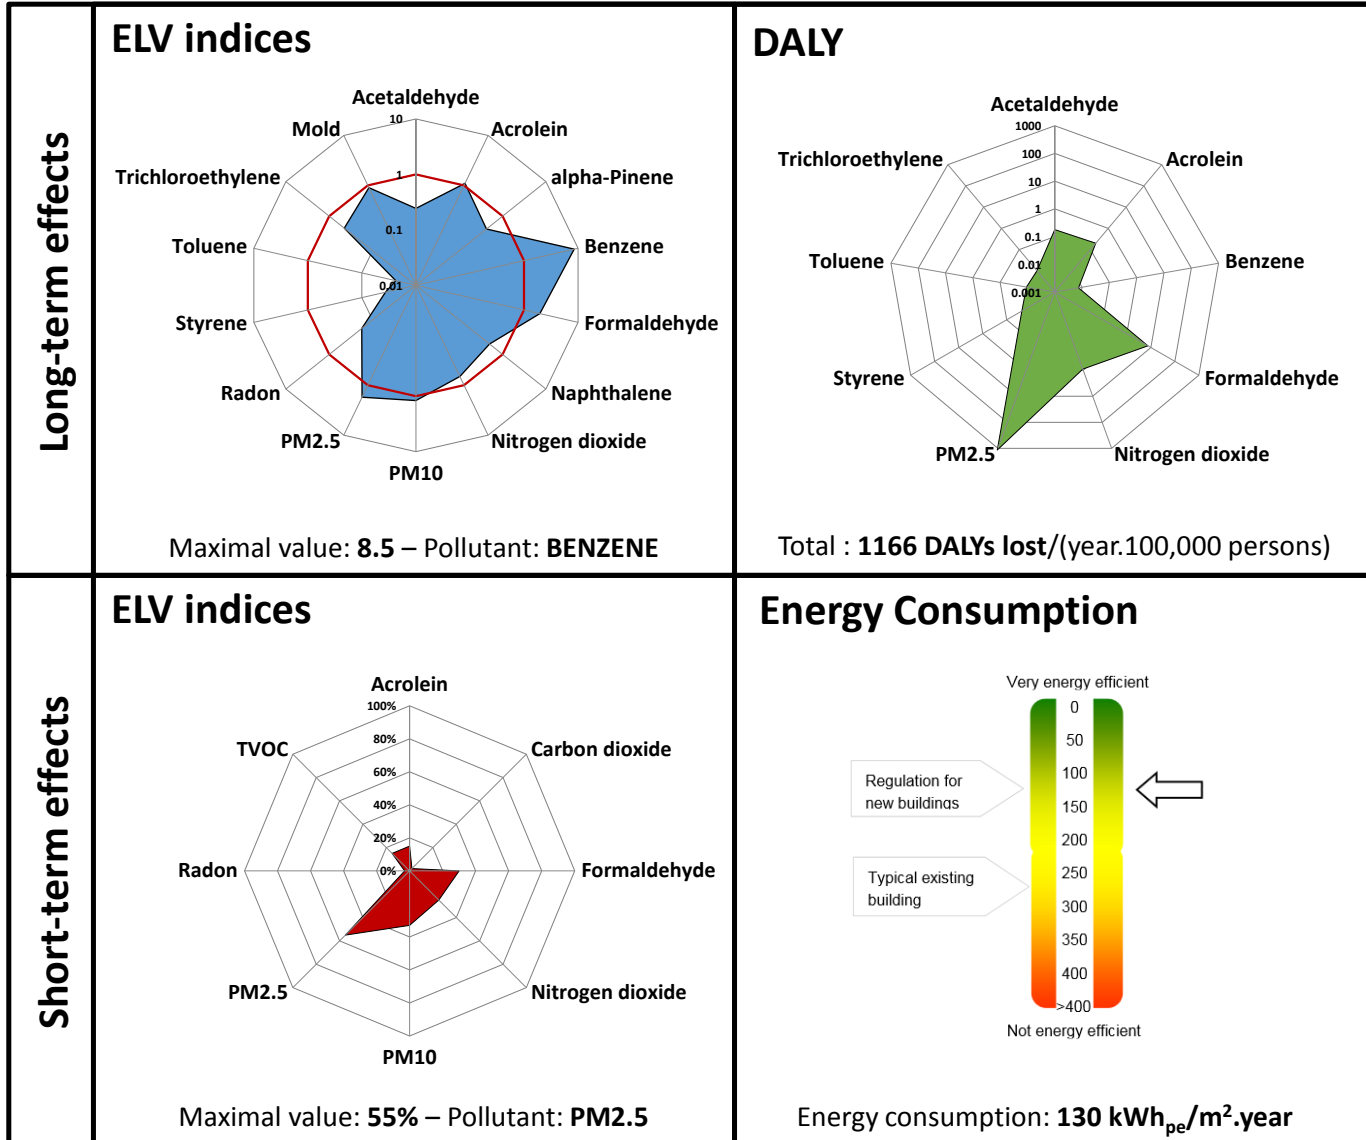 Long-term effects
ELV indices
Acetaldehyde
Acrolein
alpha-Pinene
Benzene
Formaldehyde
Naphthalene
Nitrogen dioxide
PM10
PM2.5
Radon
Styrene
Toluene
Trichloroethylene
Mold
10
1
0.1
0.01
Maximal value: 8.5 – Pollutant: BENZENE
DALY
Acetaldehyde
Acrolein
Benzene
Formaldehyde
Nitrogen dioxide
PM2.5
Styrene
Toluene
Trichloroethylene
1000
100
10
1
0.1
0.01
0.001
Total : 1166 DALYs lost/(year.100,000 persons)
Short-term effects
ELV indices
Acrolein
Carbon dioxide
Formaldehyde
Nitrogen dioxide
PM10
PM2.5
Radon
TVOC
100%
80%
60%
40%
20%
0%
Maximal value: 55% – Pollutant: PM2.5
Energy Consumption
Very energy efficient
0
50
100
150
200
250
300
350
400
>400
Not energy efficient
Regulation for
new buildings
Typical existing
building
Energy consumption: 130 kWhpe/m².year